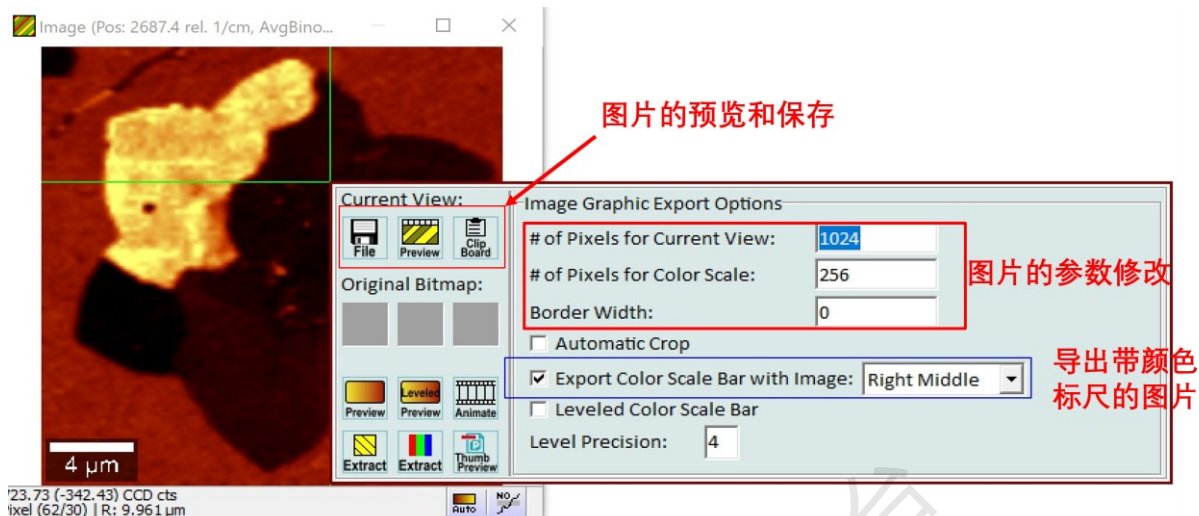 Image (Pos: 2687.4 rel. 1/cm, AvgBino...
图片的预览和保存
Current View:
File
Preview
Clip
Board
Original Bitmap:
Preview
Leveled
Preview
Animate
Extract
Extract
Thumb
Preview
Image Graphic Export Options
# of Pixels for Current View: 1024
# of Pixels for Color Scale: 256
Border Width: 0
图片的参数修改
Automatic Crop
Export Color Scale Bar with Image: Right Middle
导出带颜色
标尺的图片
Leveled Color Scale Bar
Level Precision: 4
4 μm
23.73 (-342.43) CCD cts
ixel (62/30) | R: 9.961 μm
Auto
NO